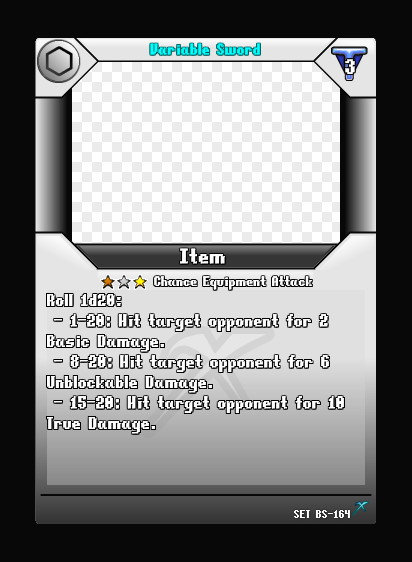 Variable Sword
3
Item
Chance Equipment Attack
Roll 1d20:
- 1-20: Hit target opponent for 2
Basic Damage.
- 8-20: Hit target opponent for 6
Unblockable Damage.
- 15-20: Hit target opponent for 10
True Damage.
SET BS-164